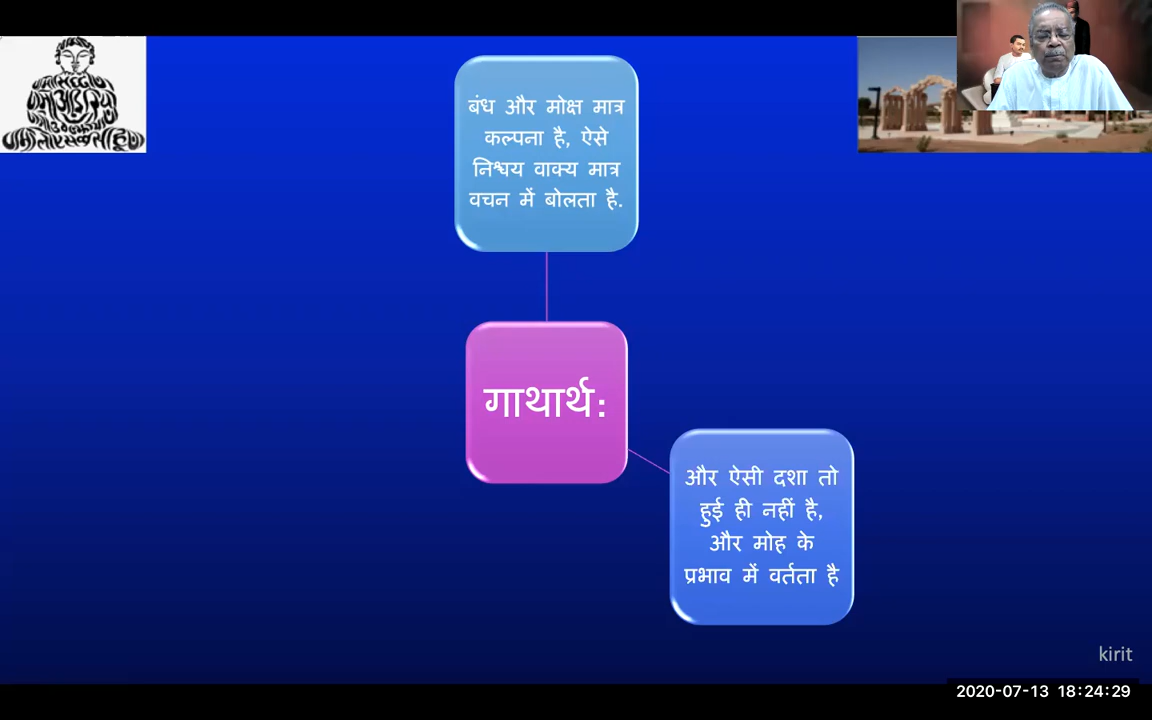 बंध और मोक्ष मात्र
कल्पना है, ऐसे
निश्चय वाक्य मात्र
वचन में बोलता है.
गाथार्थ:
और ऐसी दशा तो
हुई ही नहीं है,
और मोह के
प्रभाव में वर्तता है
kirit
2020-07-13 18:24:29